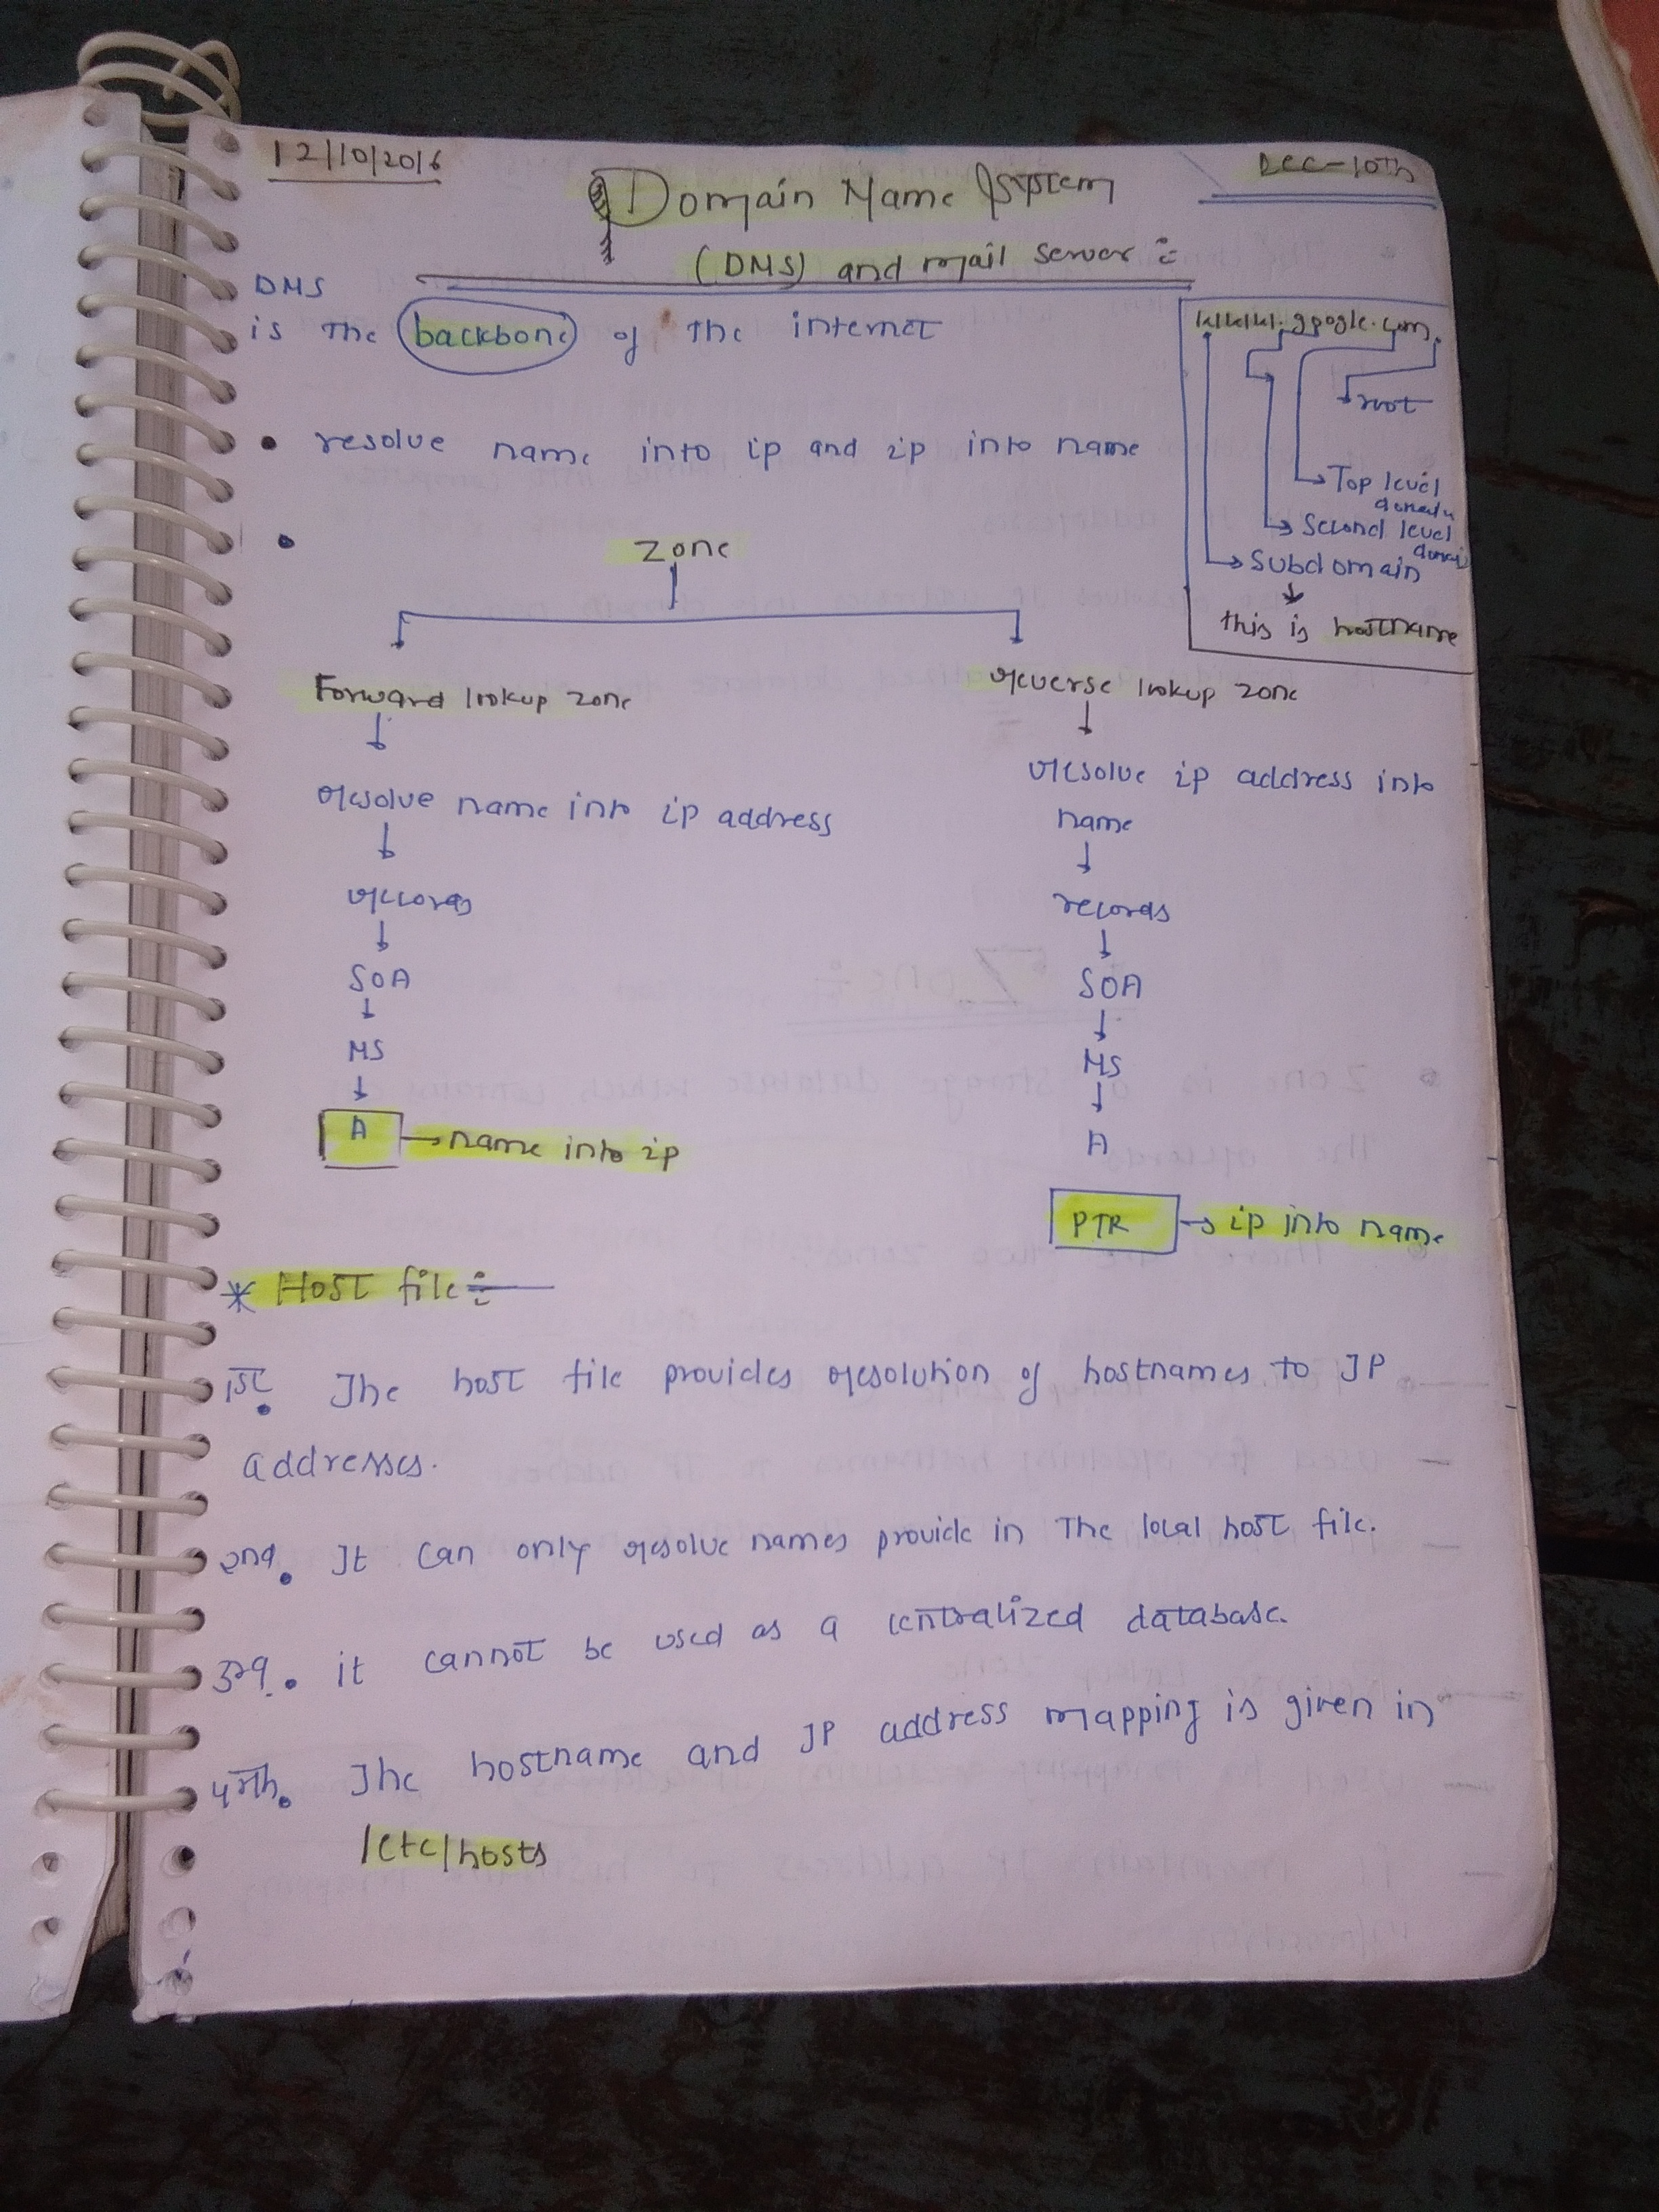 12/10/2016
Dec-10Th
Domain Name System
(DNS) and mail server :
DNS
is The backbone of The internet
www.google.com.
root
Top level
Second level
Subdomain
this is hostname
• resolve name into ip and ip into name
• Zone
Forward lookup zone
reverse lookup zone
resolve name into ip address
resolve ip address into
name
records
records
SOA
SOA
NS
NS
A → name into ip
A
PTR → ip into name
* HOST file :
1st. The host file provides resolution of hostnames to IP
addresses.
2nd. It can only resolve names provide in The local host file.
3rd. it cannot be used as a centralized database.
4rth. The hostname and IP address mapping is given in
/etc/hosts